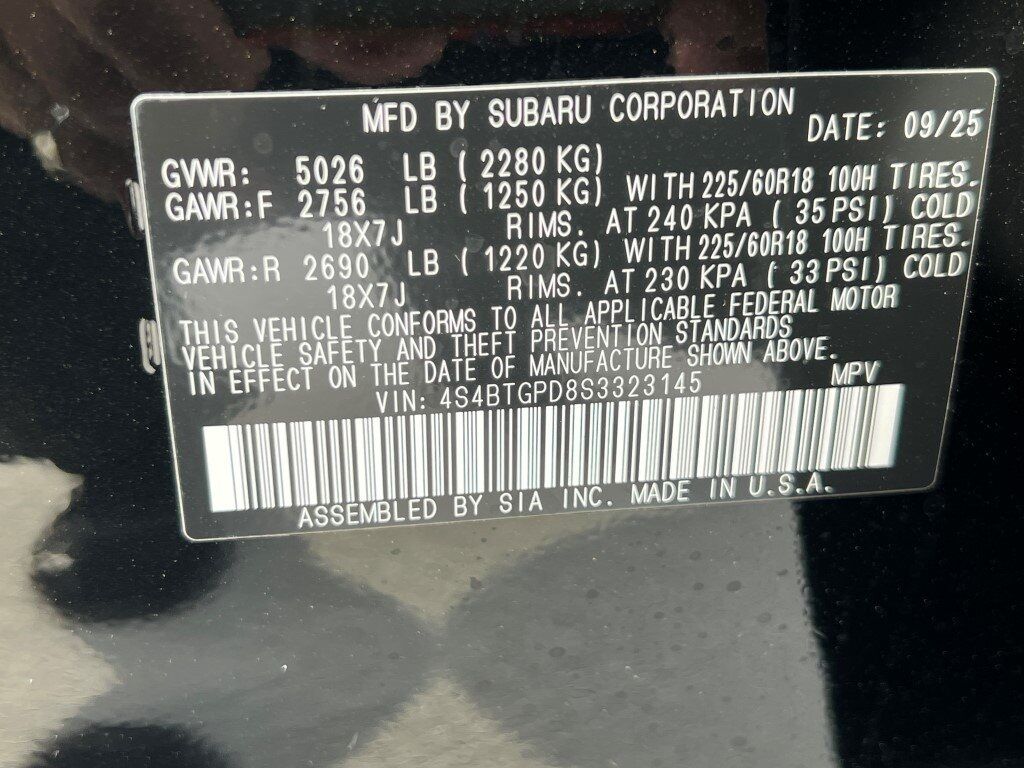 MFD BY SUBARU CORPORATION DATE: 09/25
GVWR: 5026 LB ( 2280 KG)
GAWR:F 2756 LB ( 1250 KG) WITH 225/60R18 100H TIRES.
18X7J RIMS. AT 240 KPA ( 35 PSI) COLD
GAWR:R 2690 LB ( 1220 KG) WITH 225/60R18 100H TIRES.
18X7J RIMS. AT 230 KPA ( 33 PSI) COLD
THIS VEHICLE CONFORMS TO ALL APPLICABLE FEDERAL MOTOR
VEHICLE SAFETY AND THEFT PREVENTION STANDARDS
IN EFFECT ON THE DATE OF MANUFACTURE SHOWN ABOVE.
VIN: 4S4BTGPD8S3323145 MPV
ASSEMBLED BY SIA INC. MADE IN U.S.A.